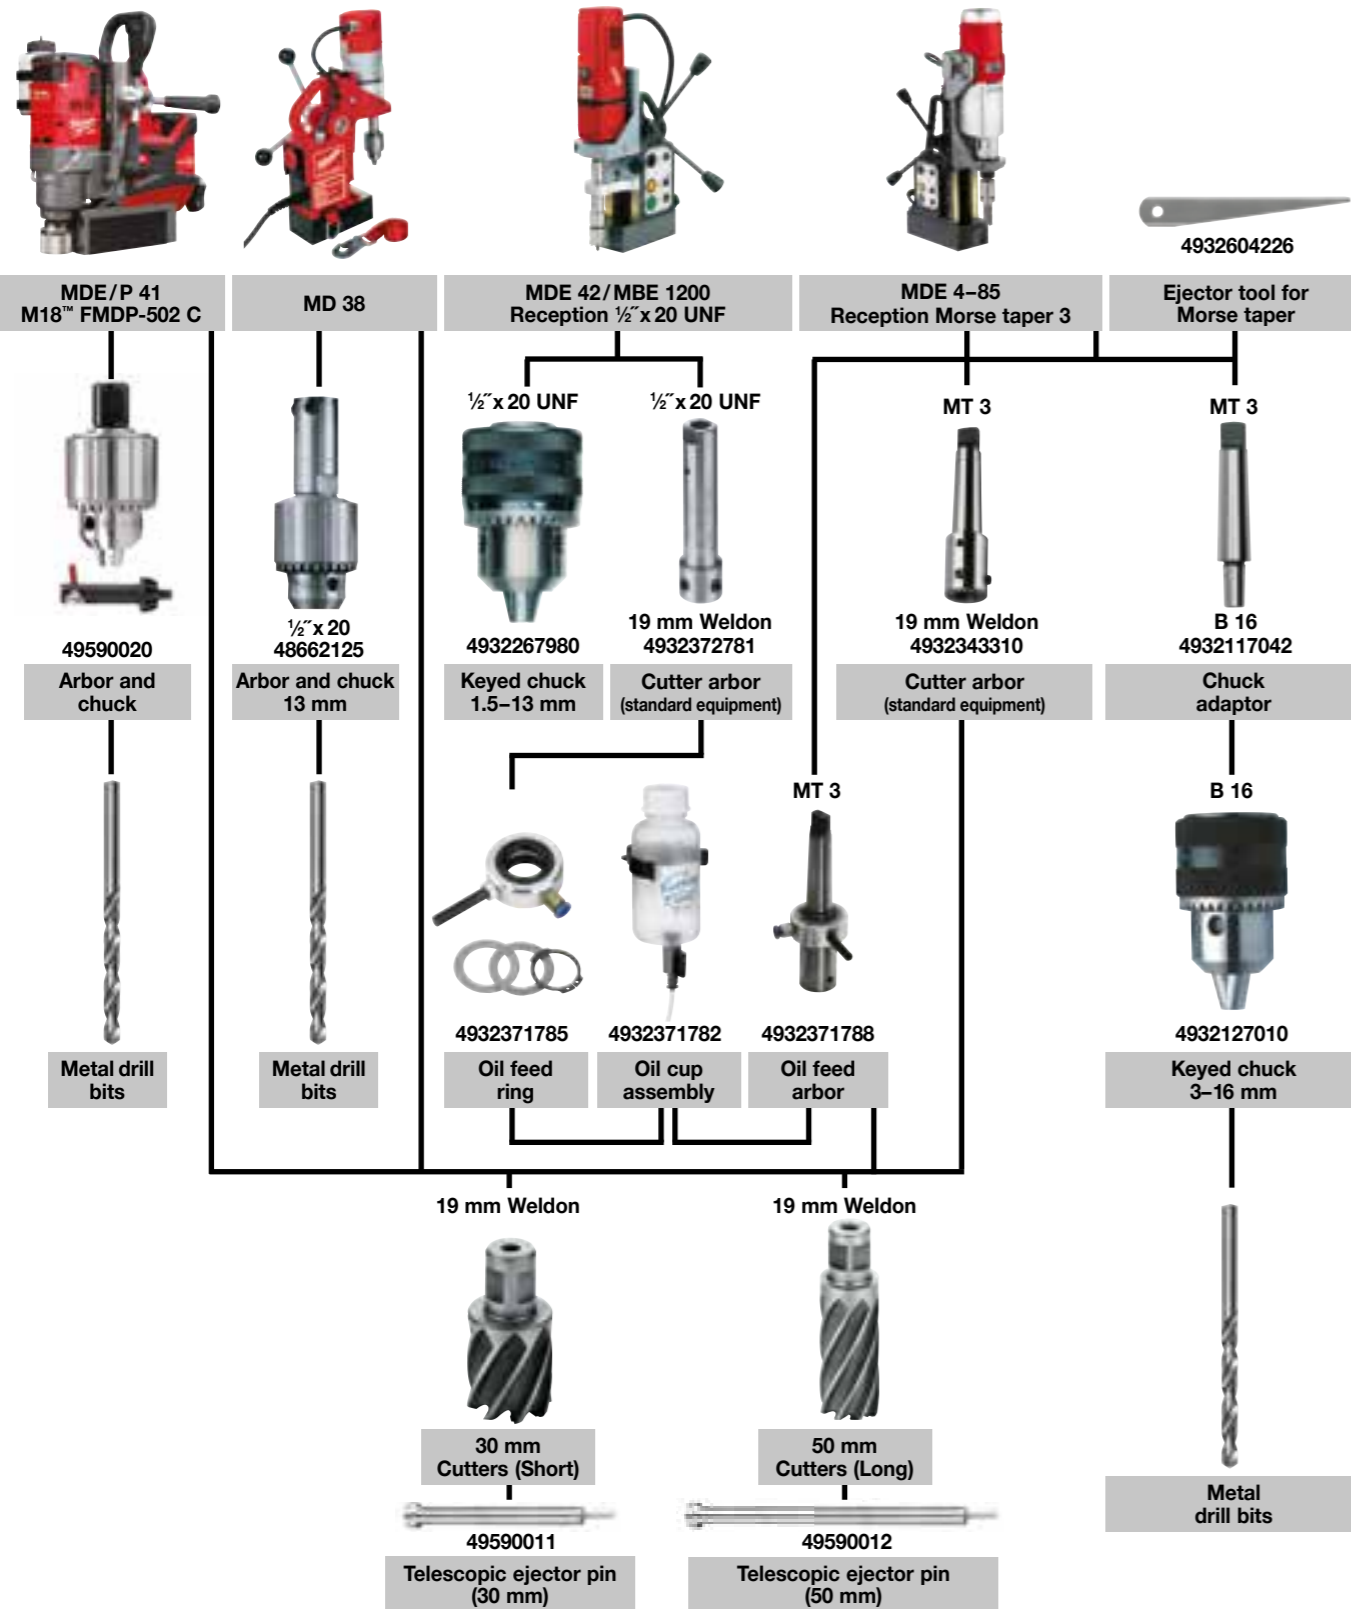 4932604226
MDE/P 41
M18™ FMDP-502 C
MD 38
MDE 42/MBE 1200
Reception ½˝x 20 UNF
MDE 4–85
Reception Morse taper 3
Ejector tool for
Morse taper
½˝x 20 UNF
½˝x 20 UNF
MT 3
MT 3
49590020
½˝x 20
48662125
4932267980
19 mm Weldon
4932372781
19 mm Weldon
4932343310
B 16
4932117042
Arbor and
chuck
Arbor and chuck
13 mm
Keyed chuck
1.5–13 mm
Cutter arbor
(standard equipment)
Cutter arbor
(standard equipment)
Chuck
adaptor
MT 3
B 16
4932371785
4932371782
4932371788
4932127010
Metal drill
bits
Metal drill
bits
Oil feed
ring
Oil cup
assembly
Oil feed
arbor
Keyed chuck
3–16 mm
19 mm Weldon
19 mm Weldon
30 mm
Cutters (Short)
50 mm
Cutters (Long)
Metal
drill bits
49590011
49590012
Telescopic ejector pin
(30 mm)
Telescopic ejector pin
(50 mm)